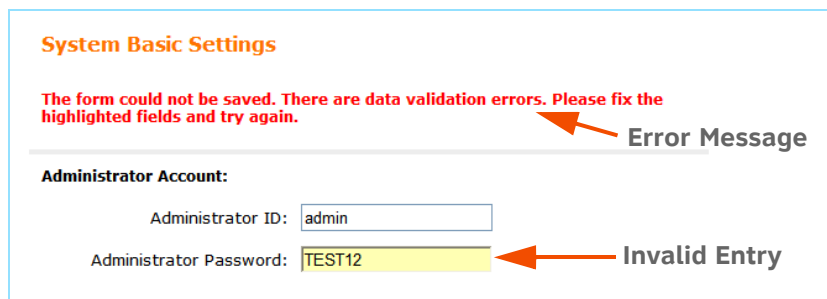 System Basic Settings
The form could not be saved. There are data validation errors. Please fix the
highlighted fields and try again.
Error Message
Administrator Account:
Administrator ID: admin
Administrator Password: TEST12
Invalid Entry